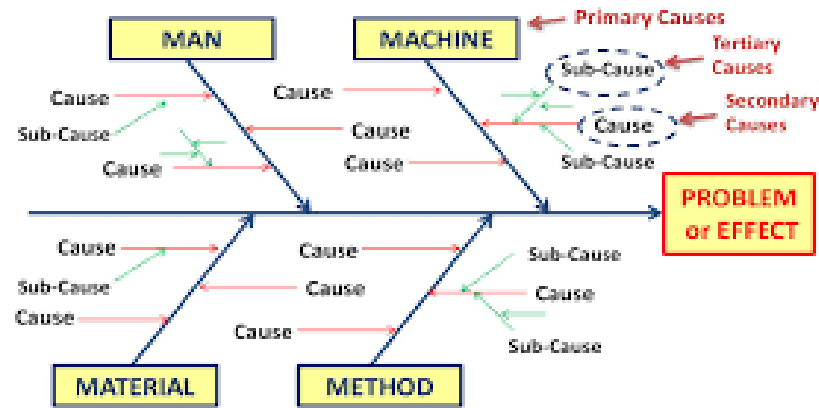 Primary Causes
MAN
MACHINE
Tertiary
Causes
Sub-Cause
Cause
Cause
Secondary
Causes
Sub-Cause
Cause
Cause
Cause
Cause
Sub-Cause
PROBLEM
or EFFECT
Cause
Cause
Sub-Cause
Sub-Cause
Cause
Cause
Cause
Cause
Sub-Cause
MATERIAL
METHOD